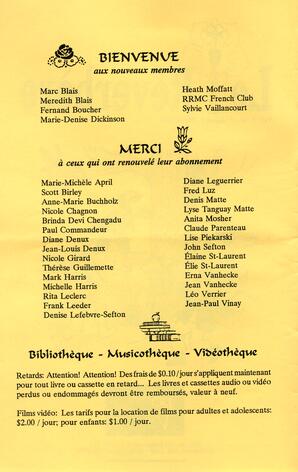 BIENVENUE
aux nouveaux membres
Marc Blais
Meredith Blais
Fernand Boucher
Marie-Denise Dickinson
Heath Moffatt
RRMC French Club
Sylvie Vaillancourt
MERCI
à ceux qui ont renouvelé leur abonnement
Marie-Michèle April
Scott Birley
Anne-Marie Buchholz
Nicole Chagnon
Brinda Devi Chengadu
Paul Commandeur
Diane Denux
Jean-Louis Denux
Nicole Girard
Thérèse Guillemette
Mark Harris
Michelle Harris
Rita Leclerc
Frank Leeder
Denise Lefebvre-Sefton
Diane Leguerrier
Fred Luz
Denis Matte
Lyse Tanguay Matte
Anita Mosher
Claude Parenteau
Lise Piekarski
John Sefton
Élaine St-Laurent
Élie St-Laurent
Erna Vanhecke
Jean Vanhecke
Léo Verrier
Jean-Paul Vinay
Bibliothèque - Musicothèque - Vidéothèque
Retards: Attention! Attention! Des frais de $0.10 / jour s'appliquent maintenant
pour tout livre ou cassette en retard... Les livres et cassettes audio ou vidéo
perdus ou endommagés devront être remboursés, valeur à neuf.
Films vidéo: Les tarifs pour la location de films pour adultes et adolescents:
$2.00 / jour; pour enfants: $1.00 / jour.